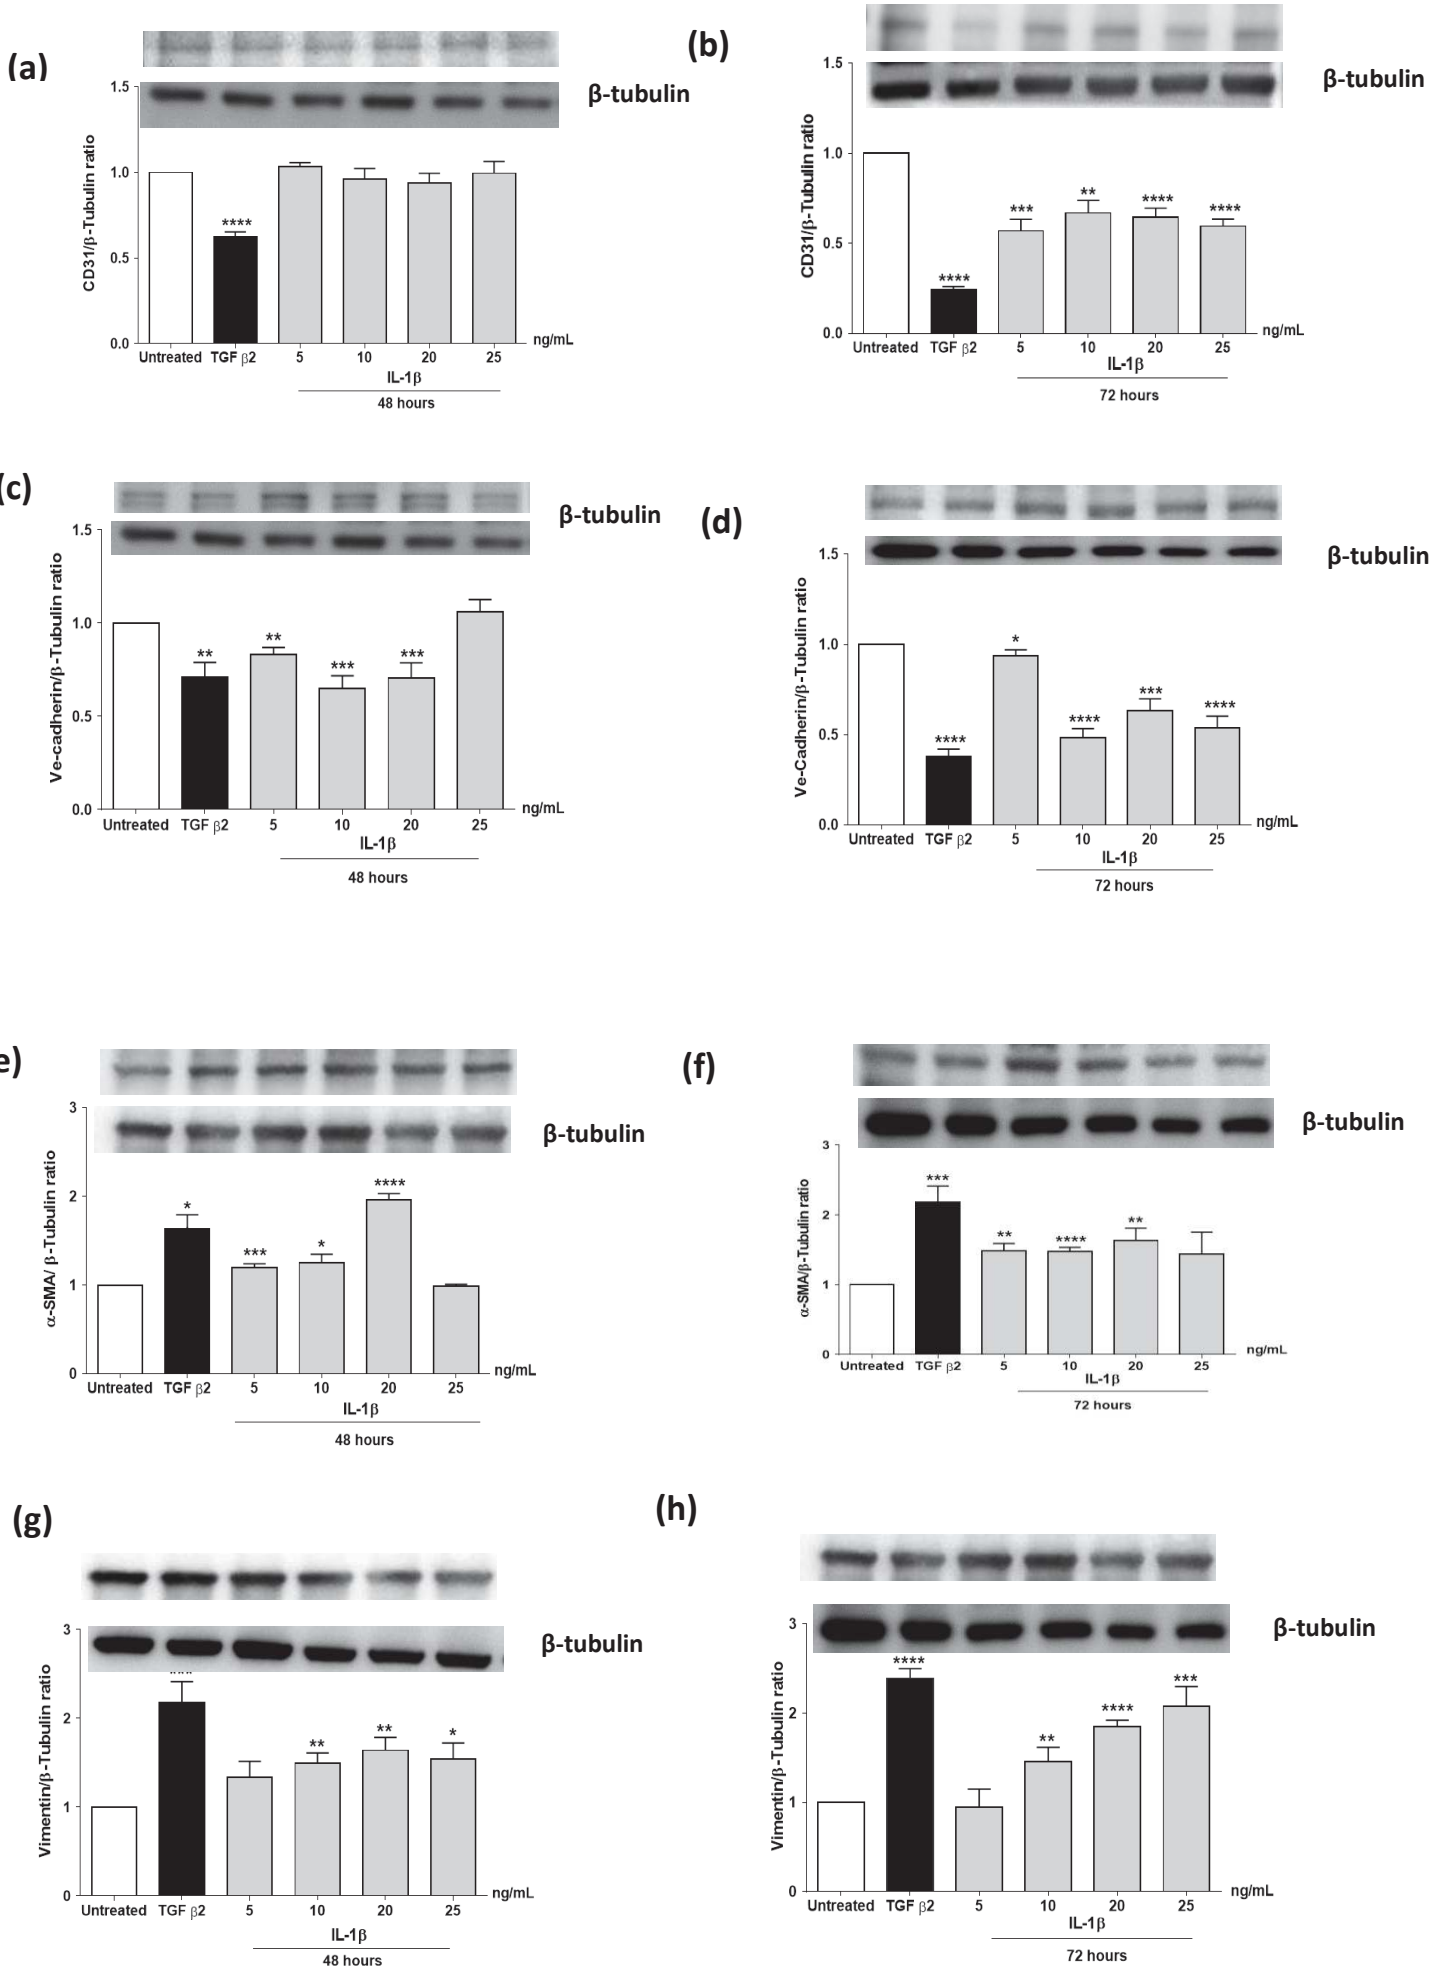 (a)
β-tubulin
CD31/β-Tubulin ratio
1.5
1.0
0.5
0.0
****
Untreated TGF β2 5 10 20 25 ng/mL
IL-1β
48 hours
(b)
β-tubulin
CD31/β-Tubulin ratio
1.5
1.0
0.5
0.0
**** *** ** **** ****
Untreated TGF β2 5 10 20 25 ng/mL
IL-1β
72 hours
(c)
β-tubulin
Ve-cadherin/β-Tubulin ratio
1.5
1.0
0.5
0.0
** ** *** ***
Untreated TGF β2 5 10 20 25 ng/mL
IL-1β
48 hours
(d)
β-tubulin
Ve-Cadherin/β-Tubulin ratio
1.5
1.0
0.5
0.0
**** * **** *** ****
Untreated TGF β2 5 10 20 25 ng/mL
IL-1β
72 hours
e)
β-tubulin
α-SMA/ β-Tubulin ratio
3
2
1
0
* *** * ****
Untreated TGF β2 5 10 20 25 ng/mL
IL-1β
48 hours
(f)
β-tubulin
α-SMA/β-Tubulin ratio
3
2
1
0
*** ** **** **
Untreated TGF β2 5 10 20 25 ng/mL
IL-1β
72 hours
(g)
β-tubulin
Vimentin/β-Tubulin ratio
3
2
1
0
** ** *
Untreated TGF β2 5 10 20 25 ng/mL
IL-1β
48 hours
(h)
β-tubulin
Vimentin/β-Tubulin ratio
3
2
1
0
**** ** **** ***
Untreated TGF β2 5 10 20 25 ng/mL
IL-1β
72 hours